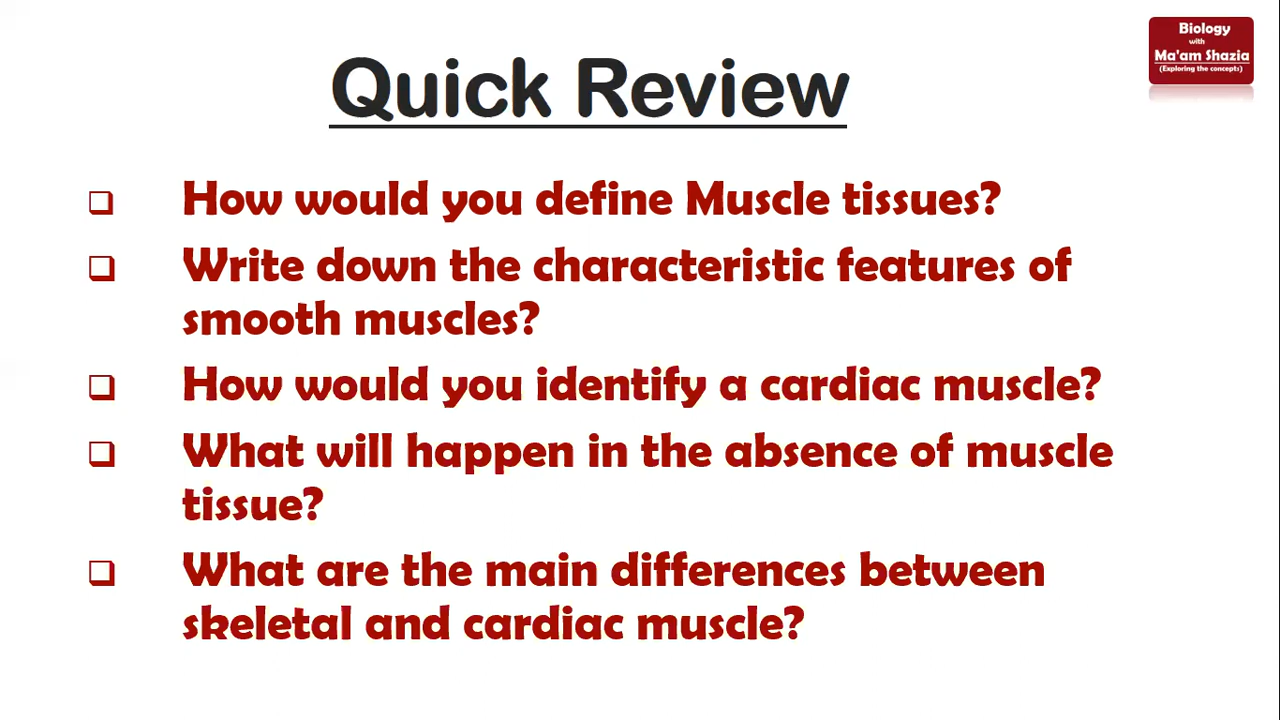 Biology
with
Ma'am Shazia
(Exploring the concepts)
Quick Review
How would you define Muscle tissues?
Write down the characteristic features of
smooth muscles?
How would you identify a cardiac muscle?
What will happen in the absence of muscle
tissue?
What are the main differences between
skeletal and cardiac muscle?